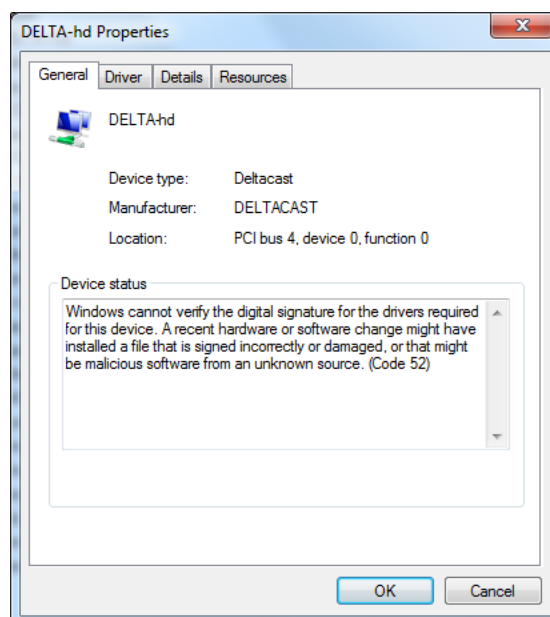 DELTA-hd Properties
General Driver Details Resources
DELTA-hd
Device type: Deltacast
Manufacturer: DELTACAST
Location: PCI bus 4, device 0, function 0
Device status
Windows cannot verify the digital signature for the drivers required
for this device. A recent hardware or software change might have
installed a file that is signed incorrectly or damaged, or that might
be malicious software from an unknown source. (Code 52)
OK Cancel